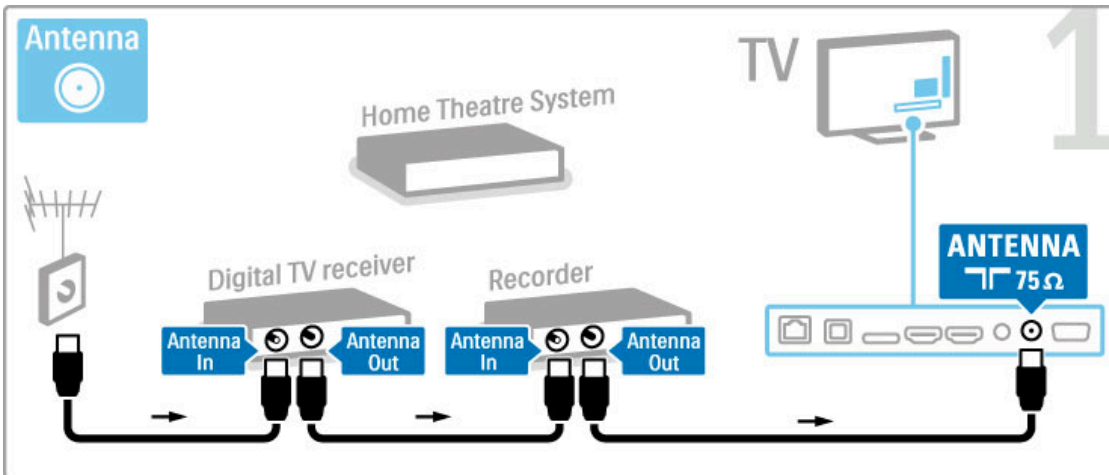 Antenna
TV
1
Home Theatre System
Digital TV receiver
Recorder
ANTENNA
75 Ω
Antenna
In
Antenna
Out
Antenna
In
Antenna
Out